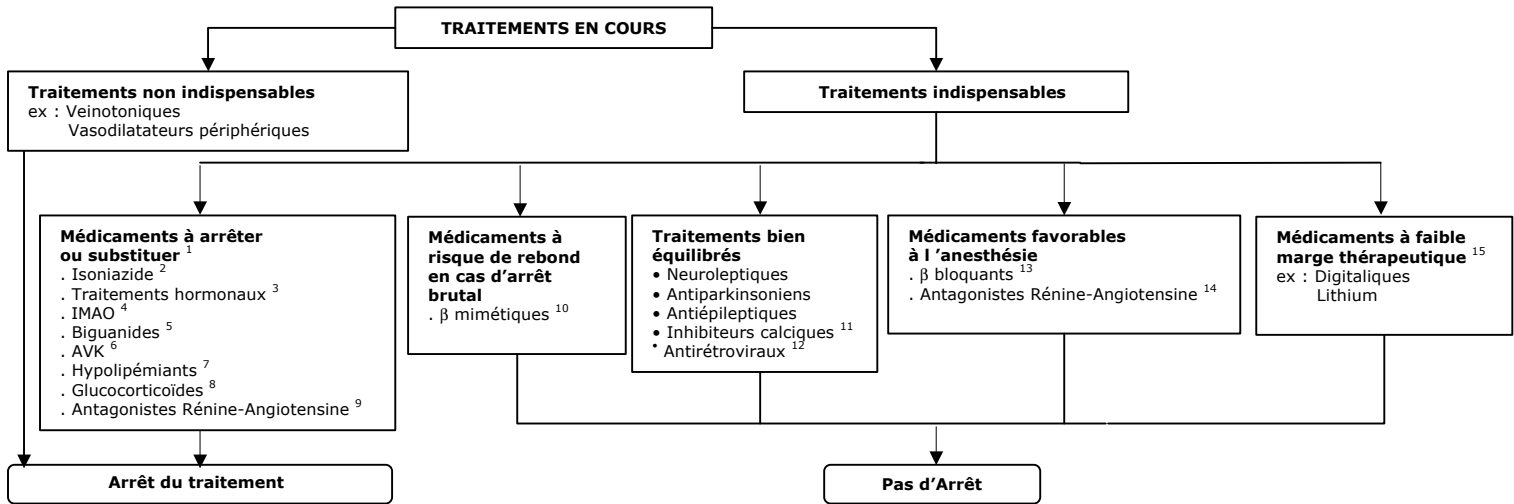 TRAITEMENTS EN COURS
Traitements non indispensables
ex : Veinotoniques
Vasodilatateurs périphériques
Traitements indispensables
Médicaments à arrêter
ou substituer 1
. Isoniazide 2
. Traitements hormonaux 3
. IMAO 4
. Biguanides 5
. AVK 6
. Hypolipémiants 7
. Glucocorticoïdes 8
. Antagonistes Rénine-Angiotensine 9
Médicaments à
risque de rebond
en cas d’arrêt
brutal
. β mimétiques 10
Traitements bien
équilibrés
• Neuroleptiques
• Antiparkinsoniens
• Antiépileptiques
• Inhibiteurs calciques 11
• Antirétroviraux 12
Médicaments favorables
à l ’anesthésie
. β bloquants 13
. Antagonistes Rénine-Angiotensine 14
Médicaments à faible
marge thérapeutique 15
ex : Digitaliques
Lithium
Arrêt du traitement
Pas d’Arrêt